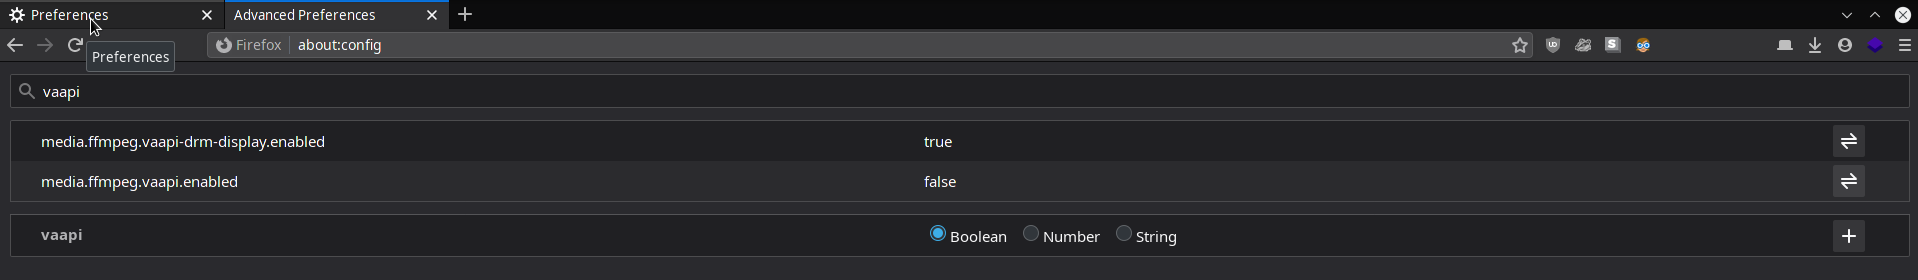 Preferences
Advanced Preferences
Firefox
about:config
Preferences
vaapi
media.ffmpeg.vaapi-drm-display.enabled
true
media.ffmpeg.vaapi.enabled
false
vaapi
Boolean
Number
String